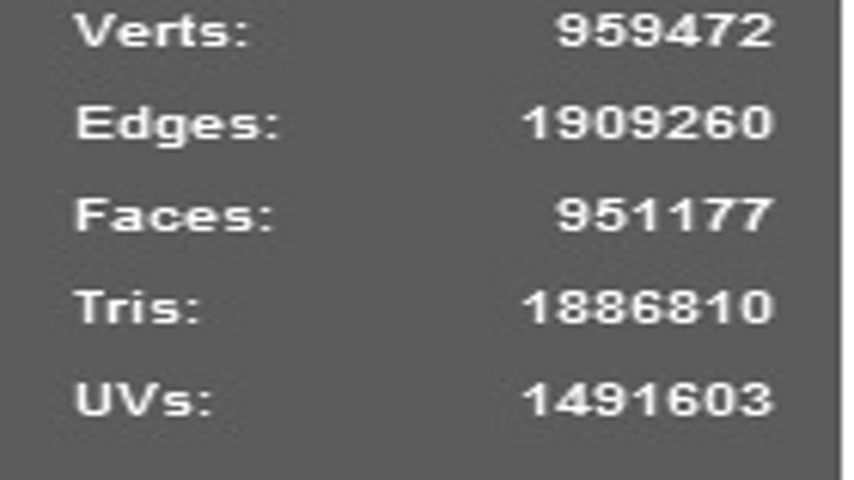 Verts: 959472
Edges: 1909260
Faces: 951177
Tris: 1886810
UVs: 1491603